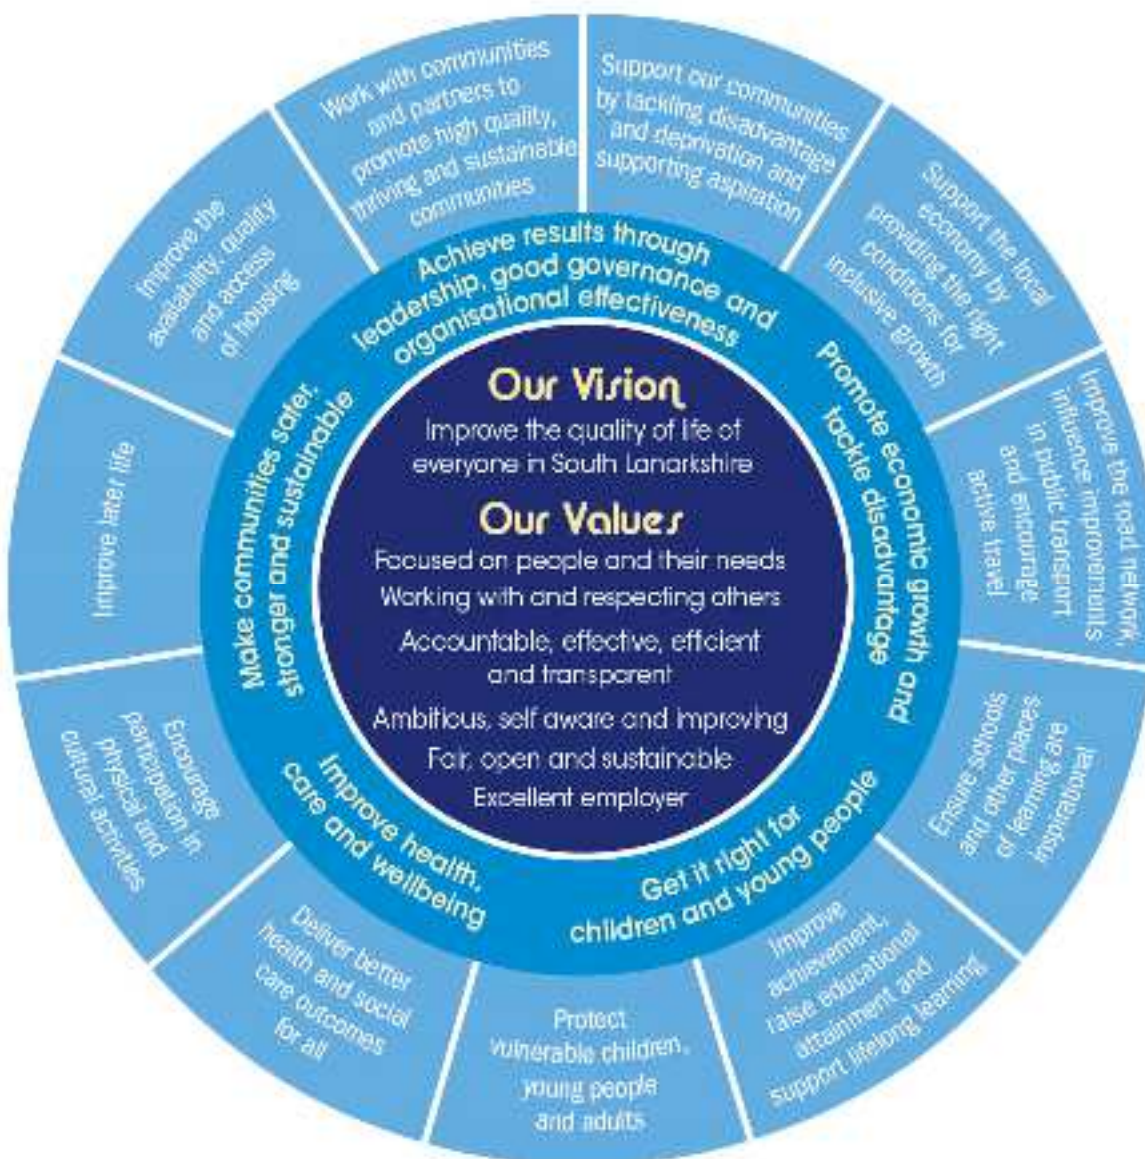 Our Vision
Improve the quality of life of
everyone in South Lanarkshire
Our Values
Focused on people and their needs
Working with and respecting others
Accountable, effective, efficient
and transparent
Ambitious, self aware and improving
Fair, open and sustainable
Excellent employer
Achieve results through
leadership, good governance and
organisational effectiveness
Promote economic growth and
tackle disadvantage
Get it right for
children and young people
Improve health,
care and wellbeing
Make communities safer,
stronger and sustainable
Support our communities
by tackling disadvantage
and deprivation and
supporting aspiration
Support the local
economy by
providing the right
conditions for
inclusive growth
Improve the road network,
influence improvements
in public transport
and encourage
active travel
Ensure schools
and other places
of learning are
inspirational
Improve
achievement,
raise educational
attainment and
support lifelong learning
Protect
vulnerable children,
young people
and adults
Deliver better
health and social
care outcomes
for all
Encourage
participation in
physical and
cultural activities
Improve later life
Improve the
availability, quality
and access
of housing
Work with communities
and partners to
promote high quality,
thriving and sustainable
communities